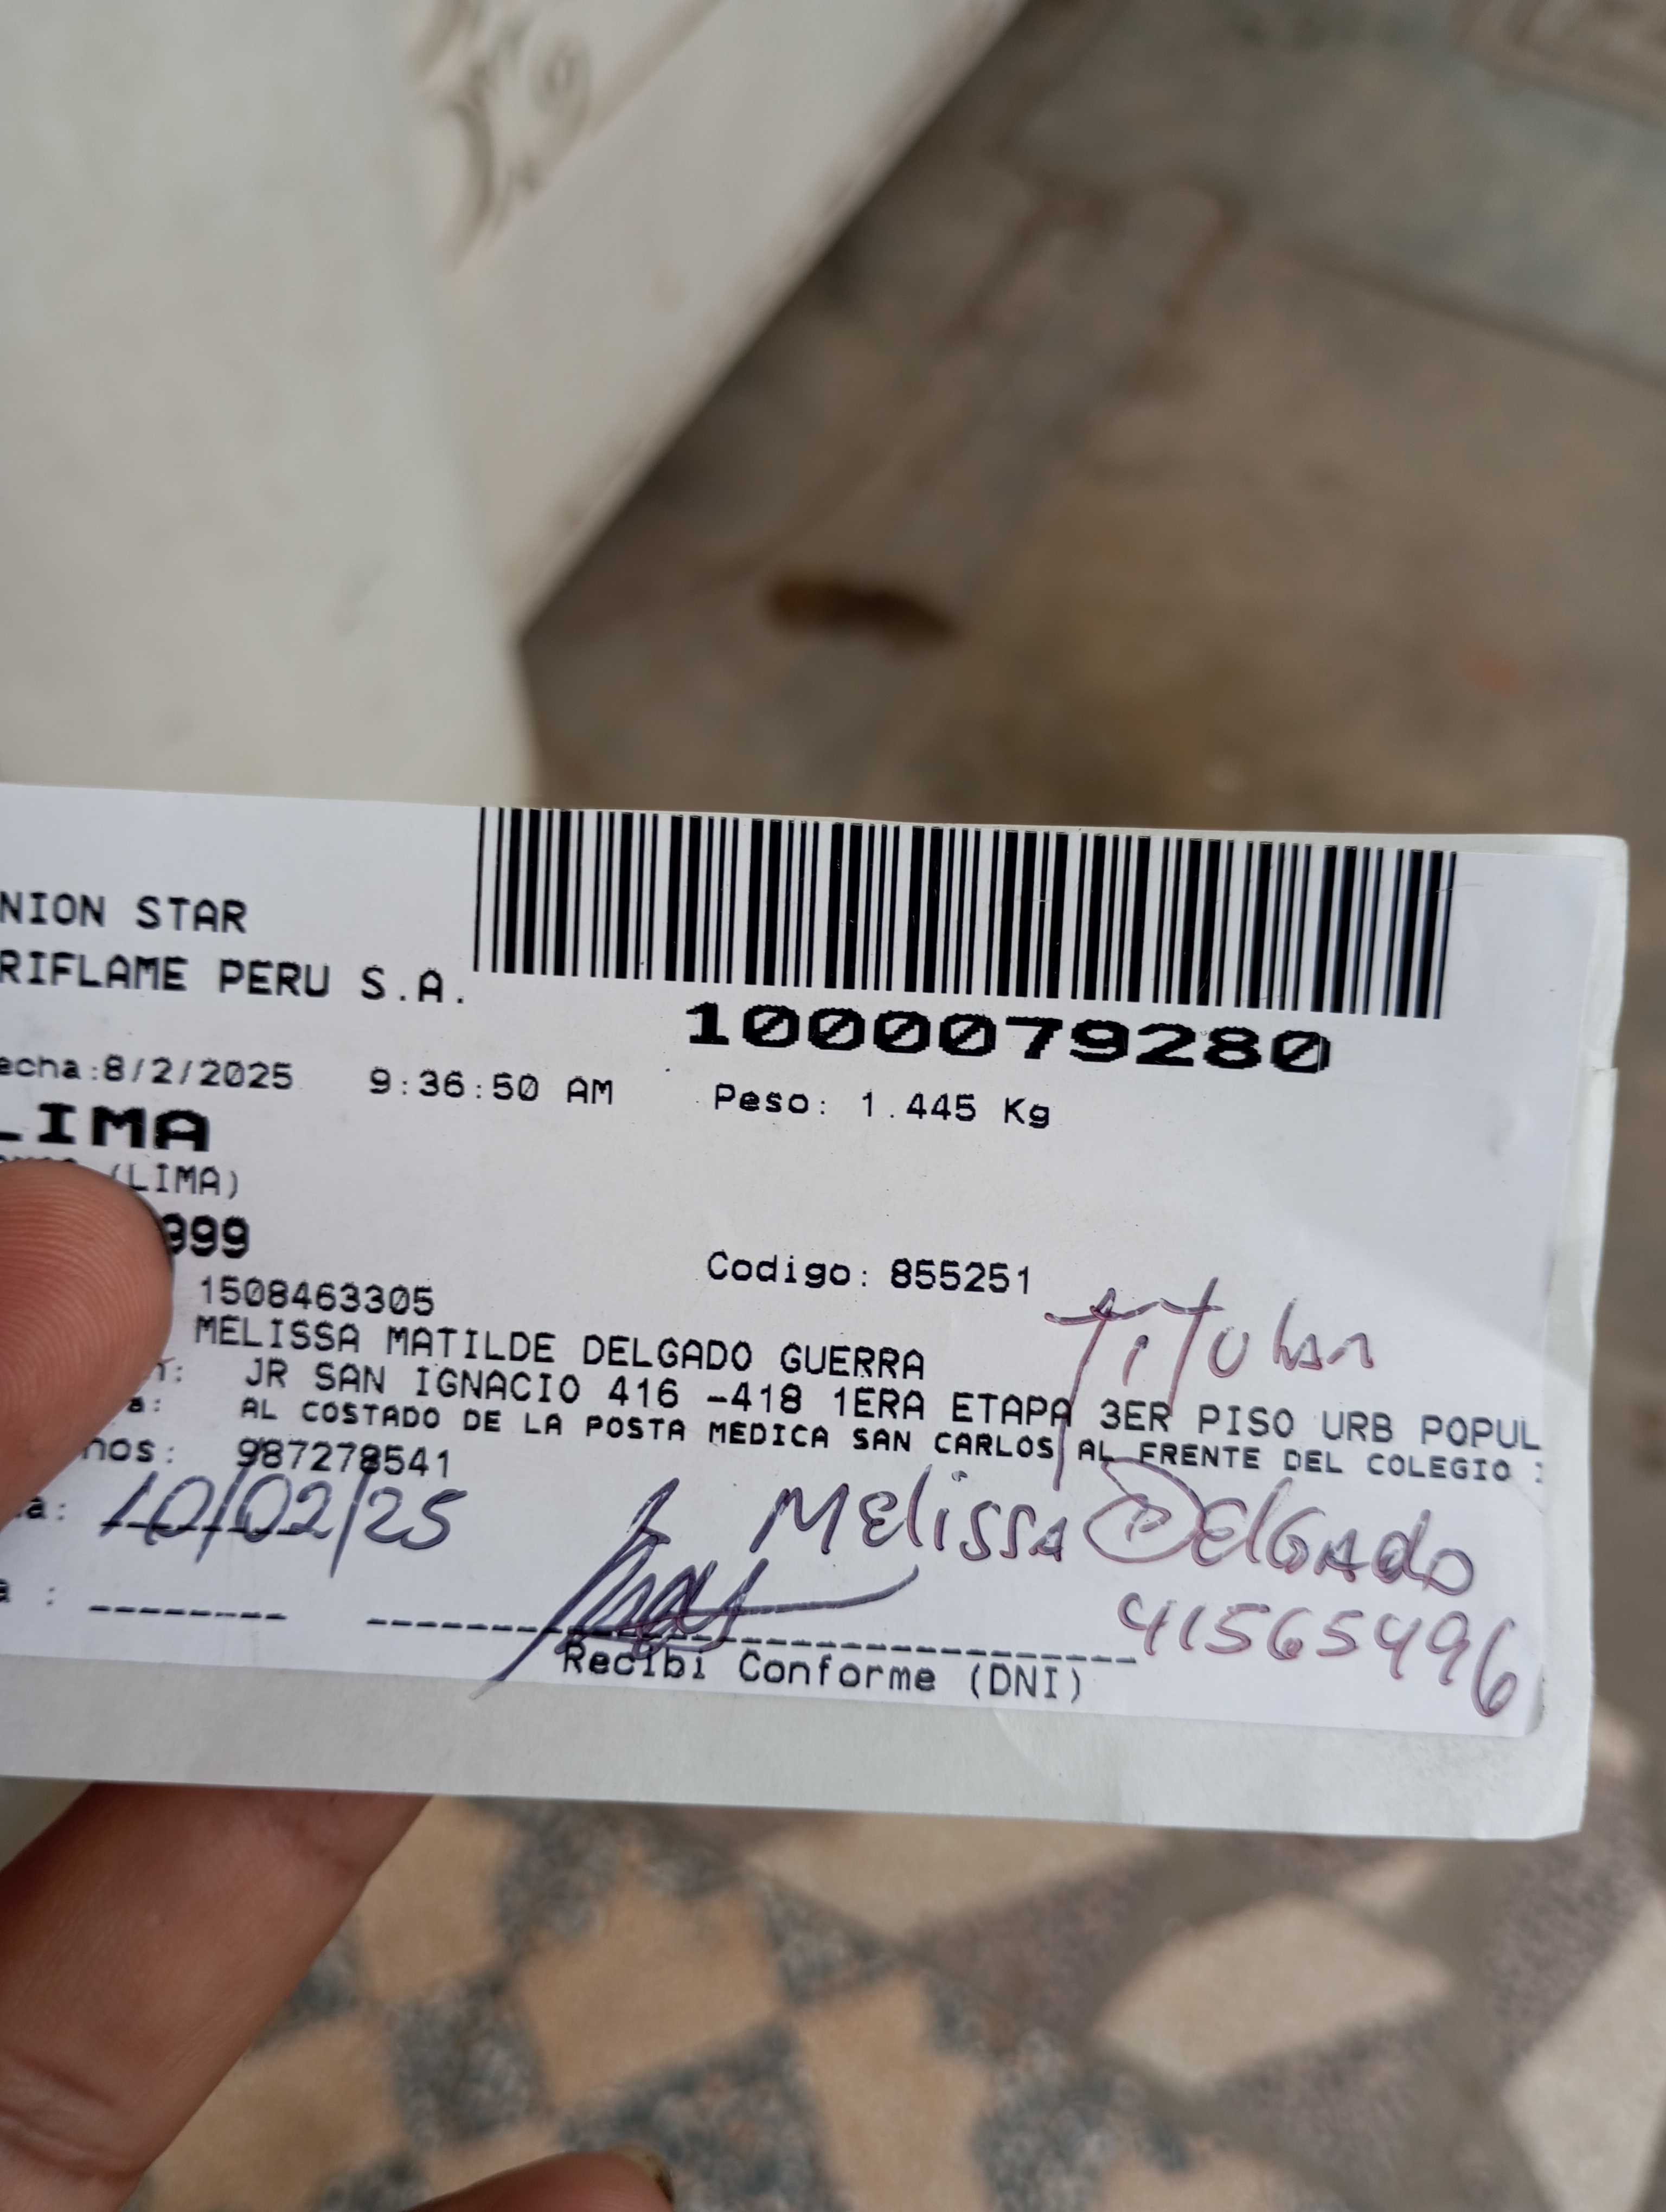 NION STAR
RIFLAME PERU S.A.
1000079280
echa:8/2/2025 9:36:50 AM Peso: 1.445 Kg
LIMA
(LIMA)
999
Codigo: 855251
1508463305
Titular
MELISSA MATILDE DELGADO GUERRA
JR SAN IGNACIO 416 -418 1ERA ETAPA 3ER PISO URB POPUL
a: AL COSTADO DE LA POSTA MEDICA SAN CARLOS AL FRENTE DEL COLEGIO
nos: 987278541
a: 10/02/25 Melissa Delgado
a : 41565496
Recibi Conforme (DNI)